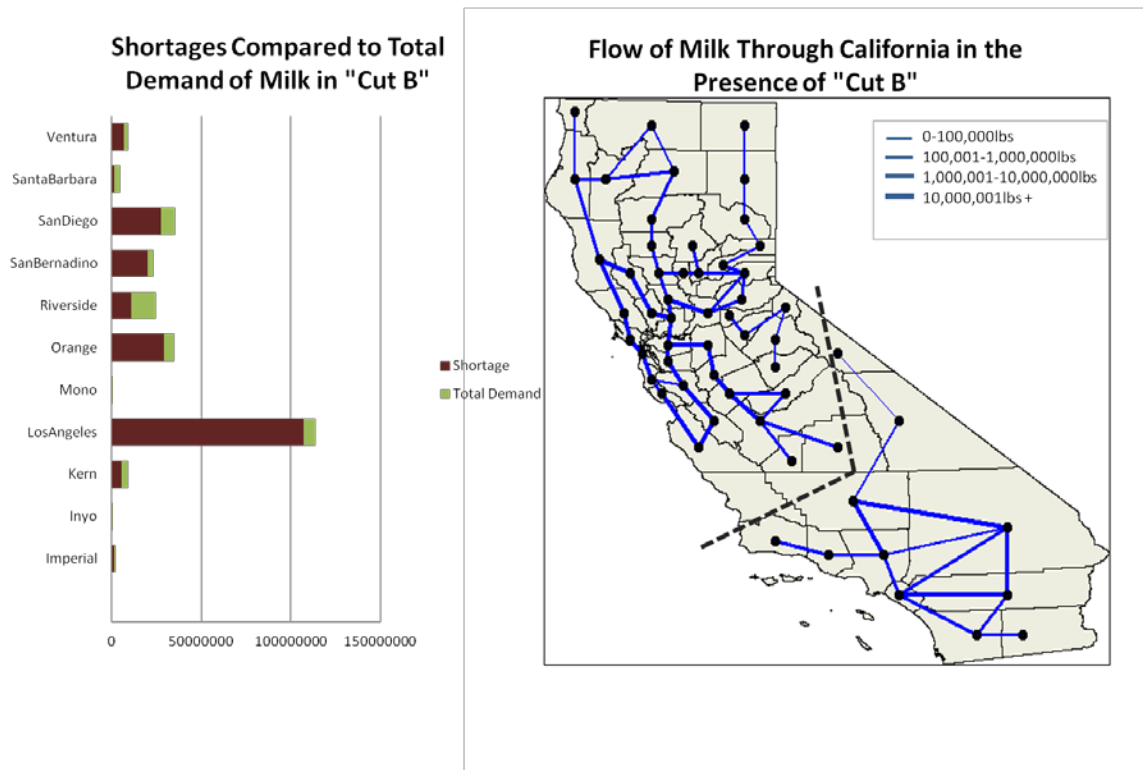 Shortages Compared to Total
Demand of Milk in "Cut B"
Ventura
SantaBarbara
SanDiego
SanBernadino
Riverside
Orange
Mono
LosAngeles
Kern
Inyo
Imperial
0
50000000
100000000
150000000
Shortage
Total Demand
Flow of Milk Through California in the
Presence of "Cut B"
0-100,000lbs
100,001-1,000,000lbs
1,000,001-10,000,000lbs
10,000,001lbs +